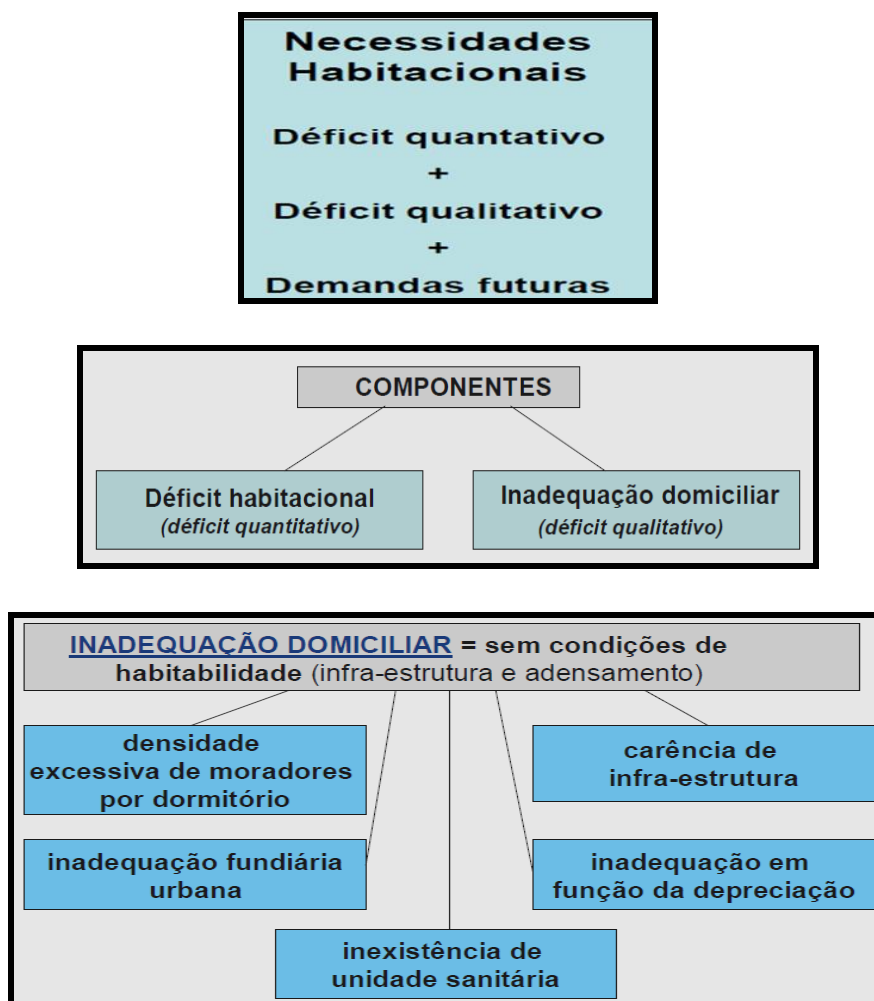 Necessidades
Habitacionais
Déficit quantativo
+
Déficit qualitativo
+
Demandas futuras
COMPONENTES
Déficit habitacional
(déficit quantitativo)
Inadequação domiciliar
(déficit qualitativo)
INADEQUAÇÃO DOMICILIAR = sem condições de
habitabilidade (infra-estrutura e adensamento)
densidade
excessiva de moradores
por dormitório
carência de
infra-estrutura
inadequação fundiária
urbana
inadequação em
função da depreciação
inexistência de
unidade sanitária